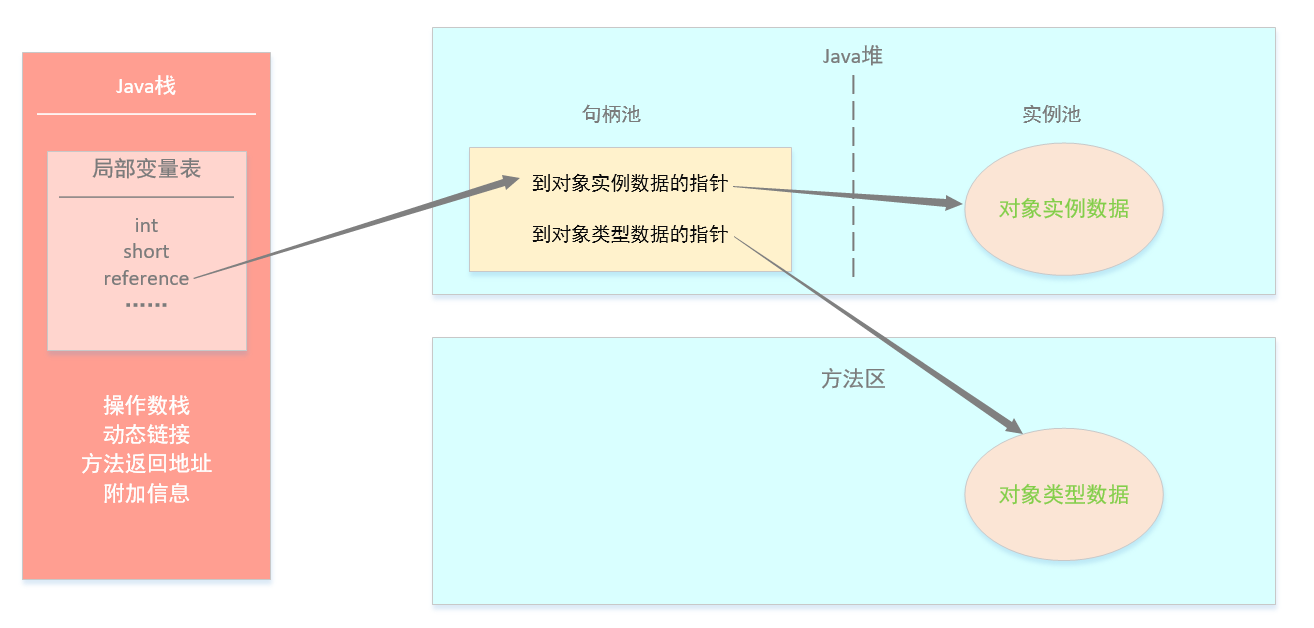 Java栈
局部变量表
int
short
reference
······
操作数栈
动态链接
方法返回地址
附加信息
Java堆
句柄池
实例池
到对象实例数据的指针
到对象类型数据的指针
对象实例数据
方法区
对象类型数据